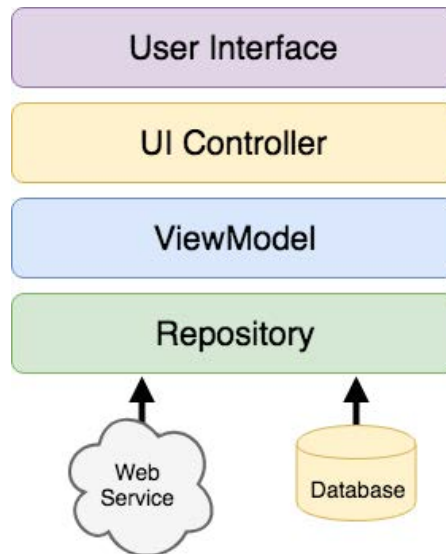 User Interface
UI Controller
ViewModel
Repository
Web
Service
Database